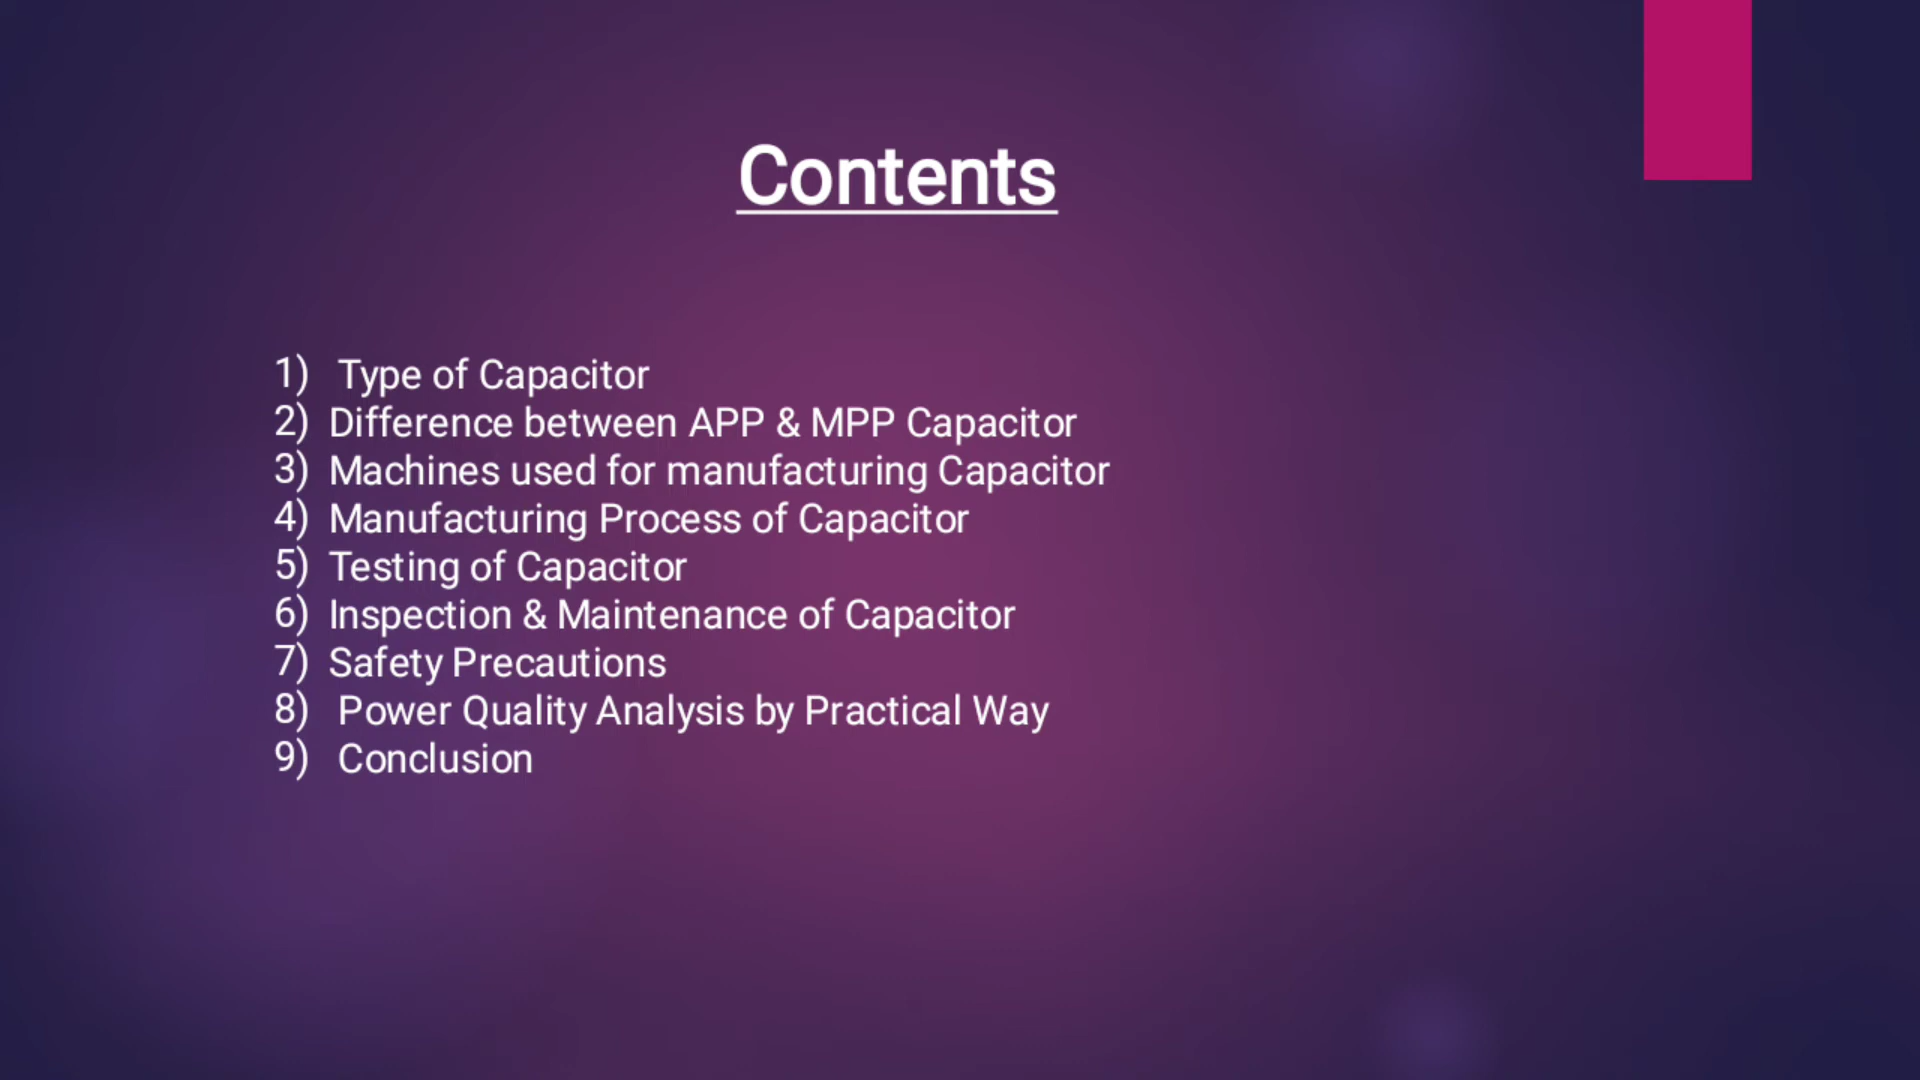 Contents
1) Type of Capacitor
2) Difference between APP & MPP Capacitor
3) Machines used for manufacturing Capacitor
4) Manufacturing Process of Capacitor
5) Testing of Capacitor
6) Inspection & Maintenance of Capacitor
7) Safety Precautions
8) Power Quality Analysis by Practical Way
9) Conclusion